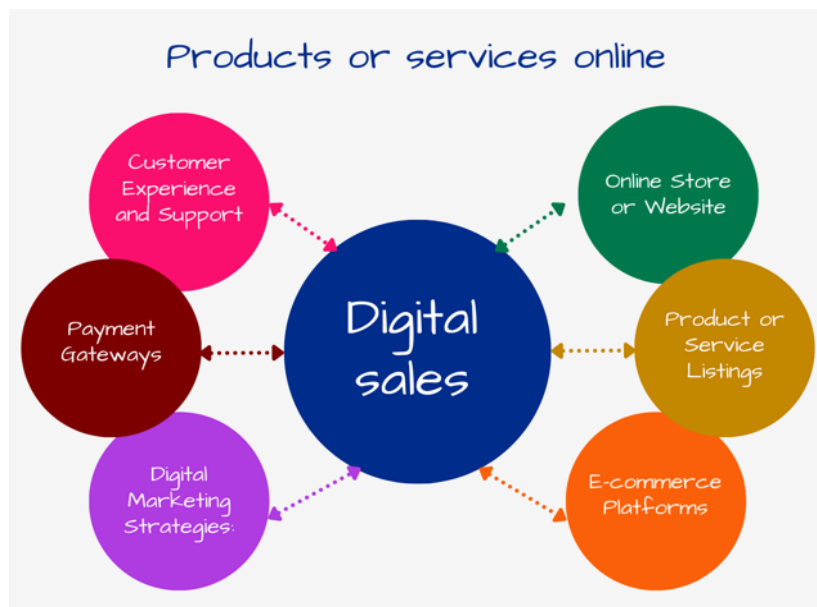 Products or services online
Customer
Experience
and Support
Online Store
or Website
Payment
Gateways
Digital
sales
Product or
Service
Listings
Digital
Marketing
Strategies:
E-commerce
Platforms